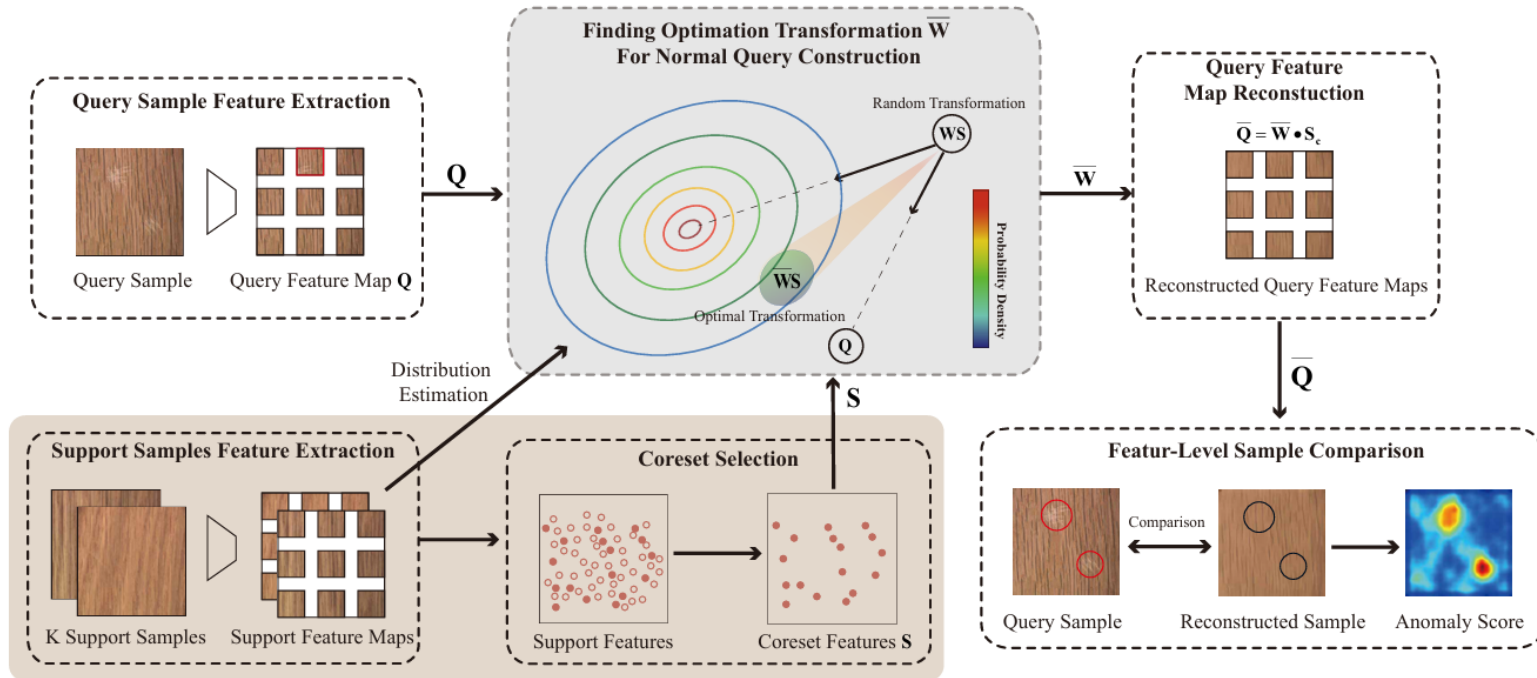 Query Sample Feature Extraction
Query Sample
Query Feature Map Q
Q
Finding Optimation Transformation W̅
For Normal Query Construction
Random Transformation
WS
W̅S
Optimal Transformation
Q
Probability Density
W̅
Query Feature
Map Reconstuction
Q̅ = W̅ • S_c
Reconstructed Query Feature Maps
Q̅
Distribution
Estimation
S
Support Samples Feature Extraction
K Support Samples
Support Feature Maps
Coreset Selection
Support Features
Coreset Features S
Featur-Level Sample Comparison
Comparison
Query Sample
Reconstructed Sample
Anomaly Score